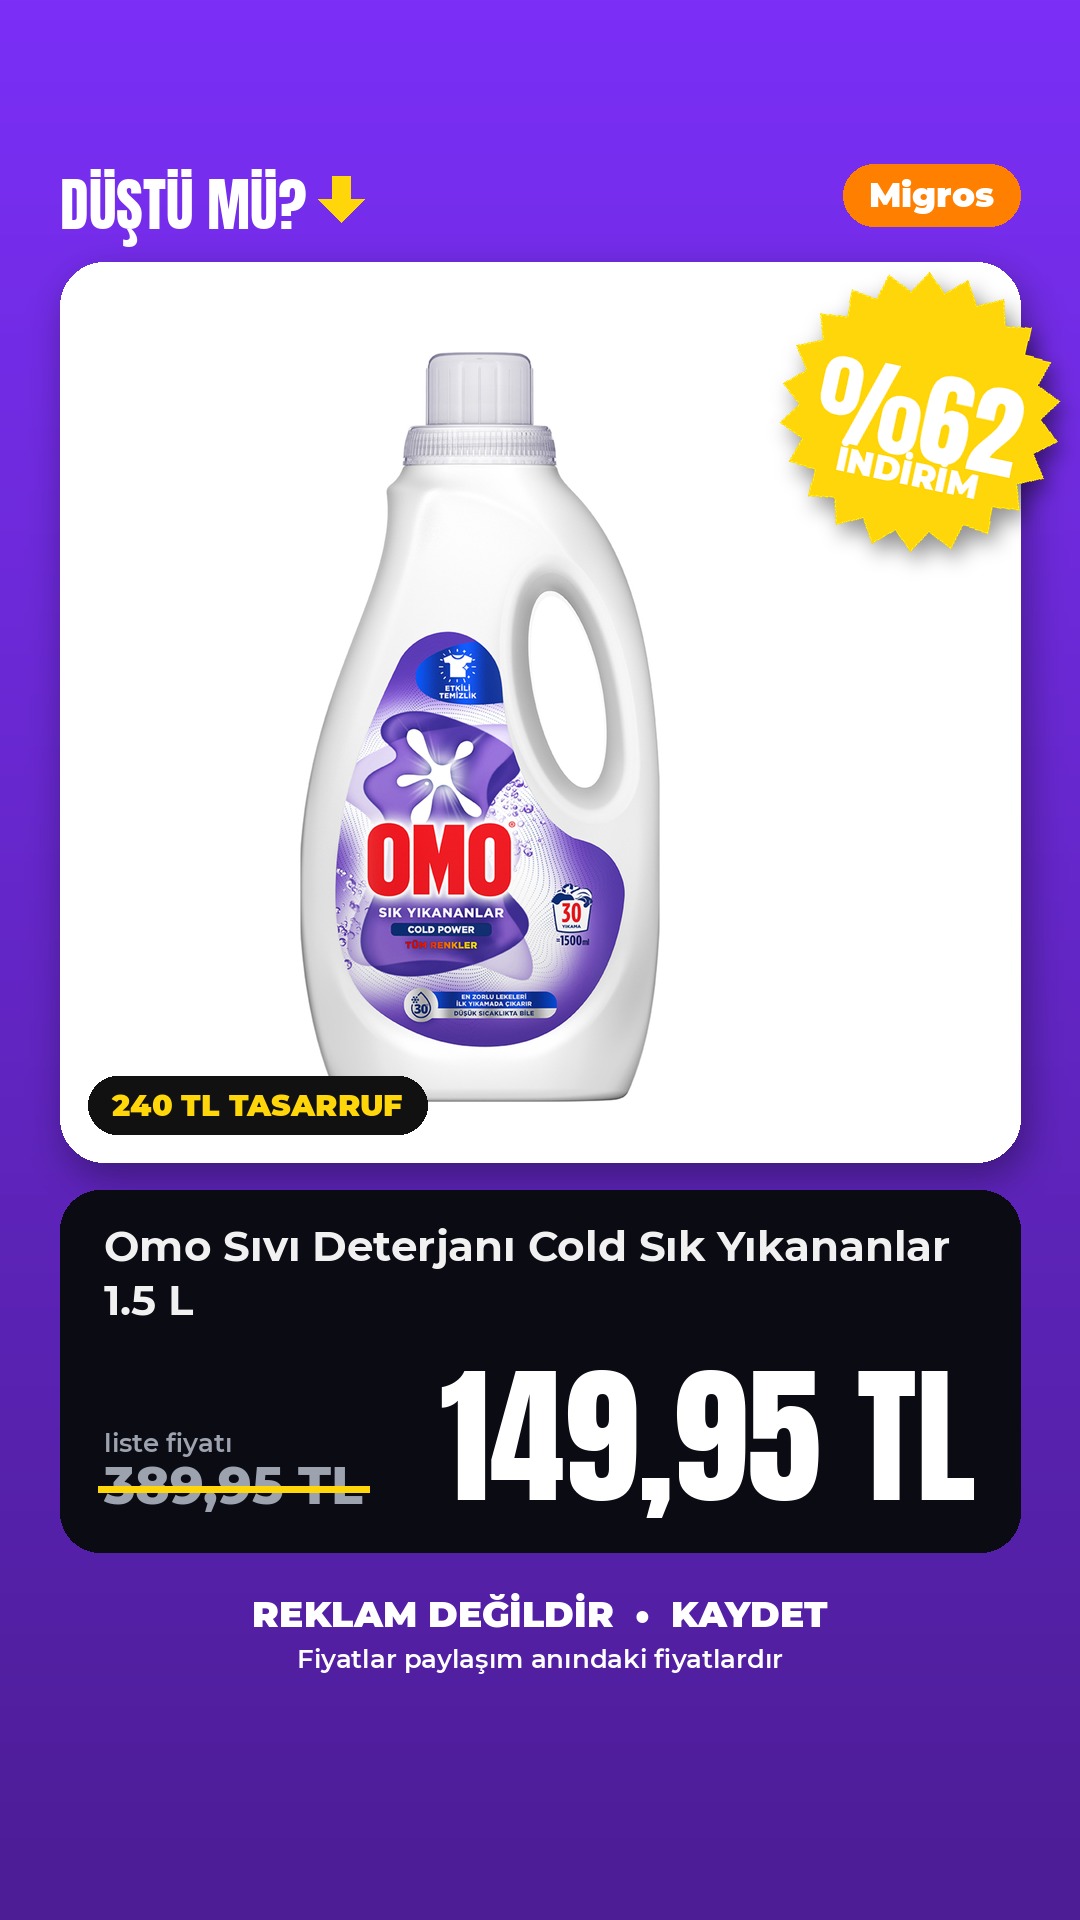 DÜŞTÜ MÜ?
Migros
%62
İNDİRİM
ETKİLİ
TEMİZLİK
OMO
SIK YIKANANLAR
COLD POWER
TÜM RENKLER
30
YIKAMA
=1500ml
30
EN ZORLU LEKELERİ
İLK YIKAMADA ÇIKARIR
DÜŞÜK SICAKLIKTA BİLE
240 TL TASARRUF
Omo Sıvı Deterjanı Cold Sık Yıkananlar
1.5 L
liste fiyatı
389,95 TL
149,95 TL
REKLAM DEĞİLDİR • KAYDET
Fiyatlar paylaşım anındaki fiyatlardır